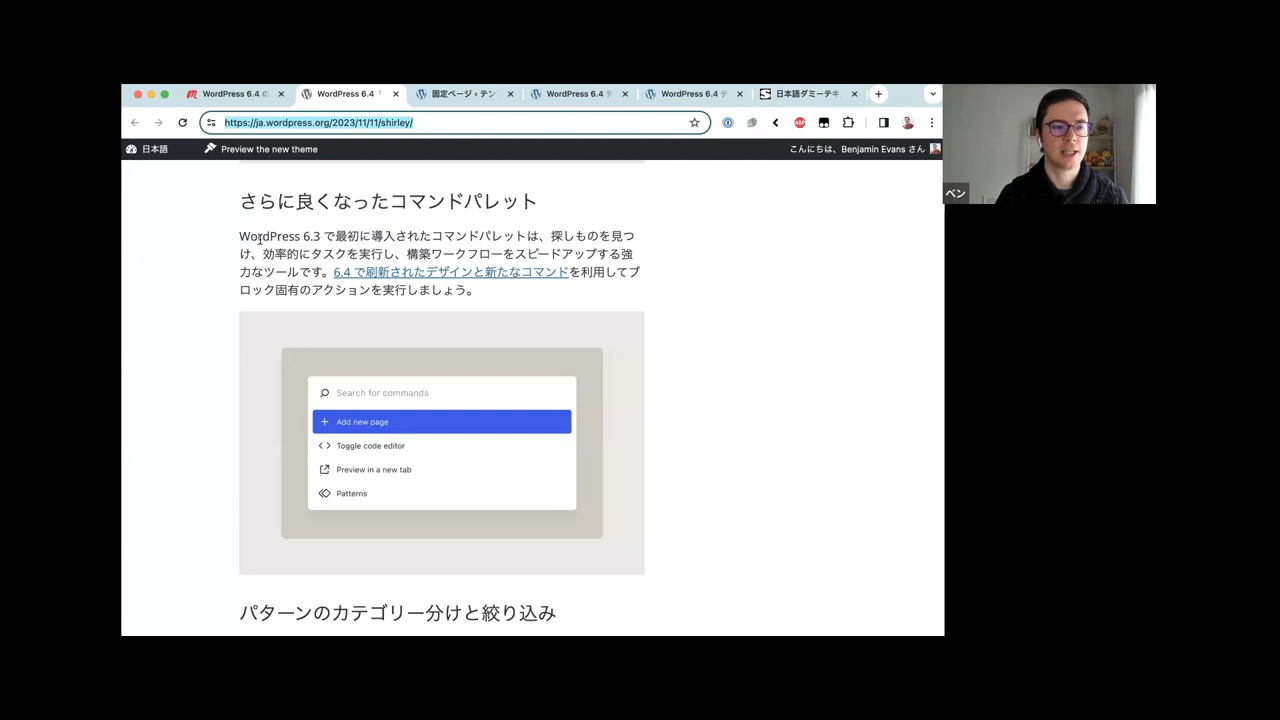 WordPress 6.4 の
WordPress 6.4「
固定ページ ‹ テン
WordPress 6.4 デ
WordPress 6.4 デ
日本語ダミーテキ
https://ja.wordpress.org/2023/11/11/shirley/
ABP
日本語
Preview the new theme
こんにちは、Benjamin Evans さん
ベン
さらに良くなったコマンドパレット
WordPress 6.3 で最初に導入されたコマンドパレットは、探しものを見つ
け、効率的にタスクを実行し、構築ワークフローをスピードアップする強
力なツールです。6.4 で刷新されたデザインと新たなコマンドを利用してブ
ロック固有のアクションを実行しましょう。
Search for commands
Add new page
Toggle code editor
Preview in a new tab
Patterns
パターンのカテゴリー分けと絞り込み